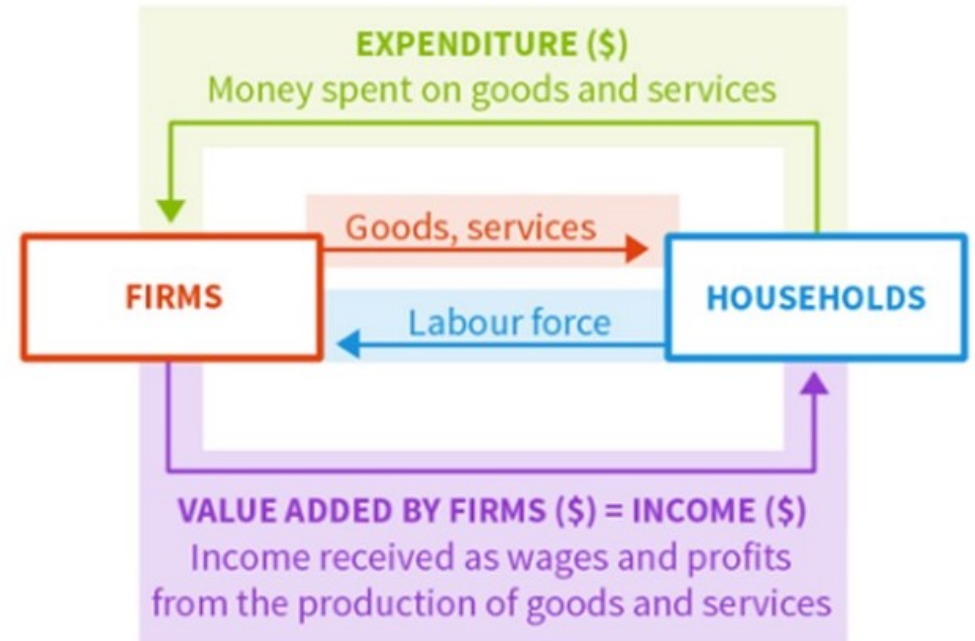 EXPENDITURE ($)
Money spent on goods and services
Goods, services
FIRMS
HOUSEHOLDS
Labour force
VALUE ADDED BY FIRMS ($) = INCOME ($)
Income received as wages and profits
from the production of goods and services